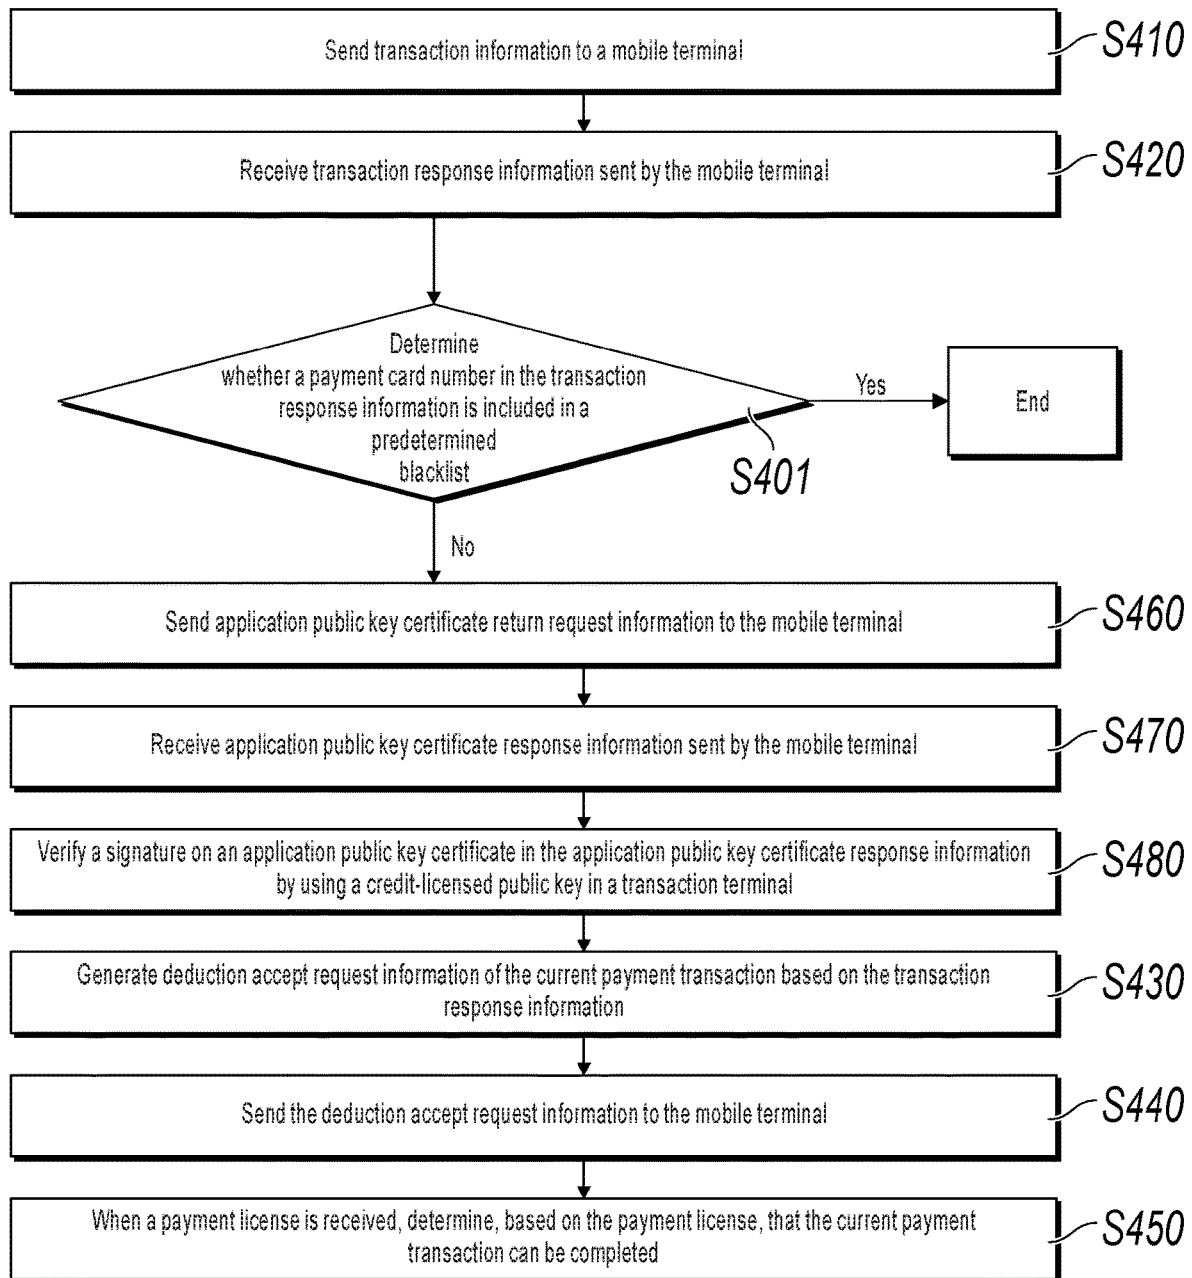 Send transaction information to a mobile terminal
S410
Receive transaction response information sent by the mobile terminal
S420
Determine
whether a payment card number in the transaction
response information is included in a
predetermined
blacklist
S401
Yes
End
No
Send application public key certificate return request information to the mobile terminal
S460
Receive application public key certificate response information sent by the mobile terminal
S470
Verify a signature on an application public key certificate in the application public key certificate response information
by using a credit-licensed public key in a transaction terminal
S480
Generate deduction accept request information of the current payment transaction based on the transaction
response information
S430
Send the deduction accept request information to the mobile terminal
S440
When a payment license is received, determine, based on the payment license, that the current payment
transaction can be completed
S450